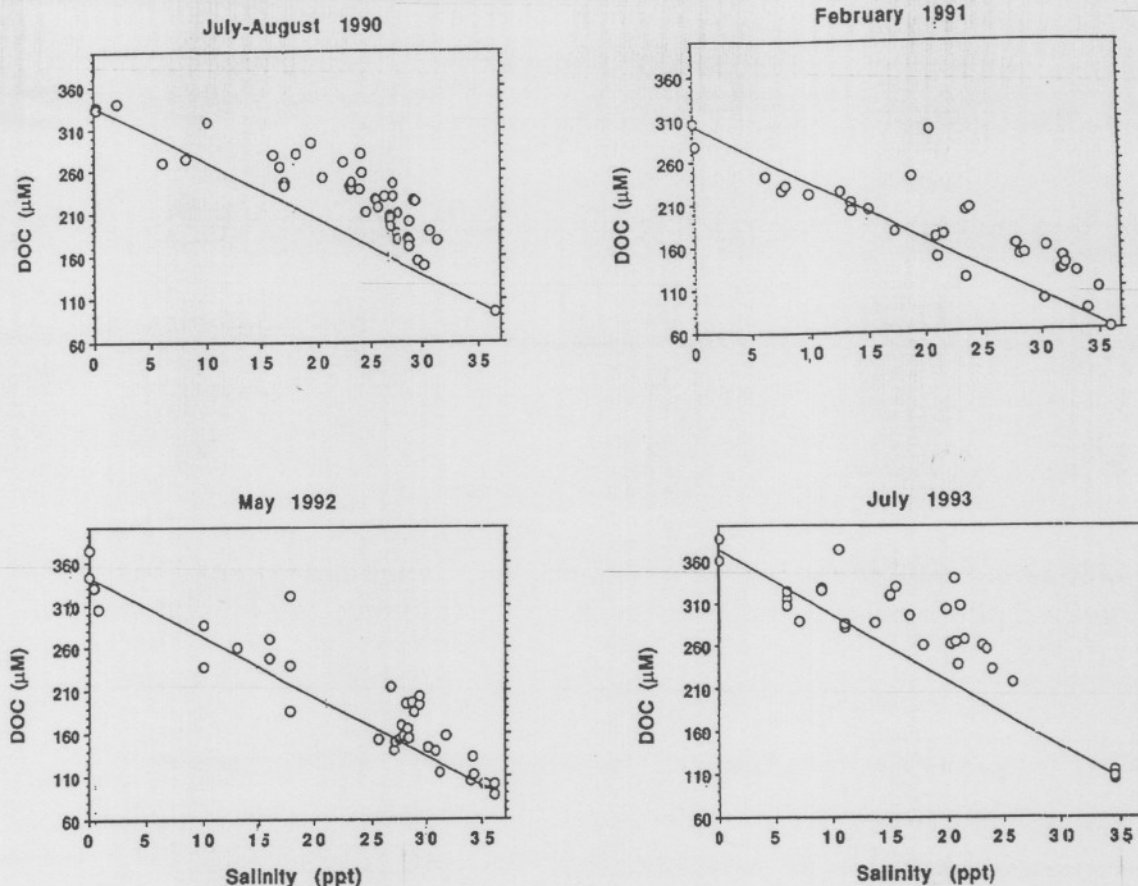 July-August 1990
360
310
260
210
160
110
60
DOC (µM)
0 5 10 15 20 25 30 35
February 1991
360
310
260
210
160
110
60
DOC (µM)
0 5 1,0 15 20 25 30 35
May 1992
360
310
260
210
160
110
60
DOC (µM)
0 5 10 15 20 25 30 35
Salinity (ppt)
July 1993
360
310
260
210
160
110
60
DOC (µM)
0 5 10 15 20 25 30 35
Salinity (ppt)